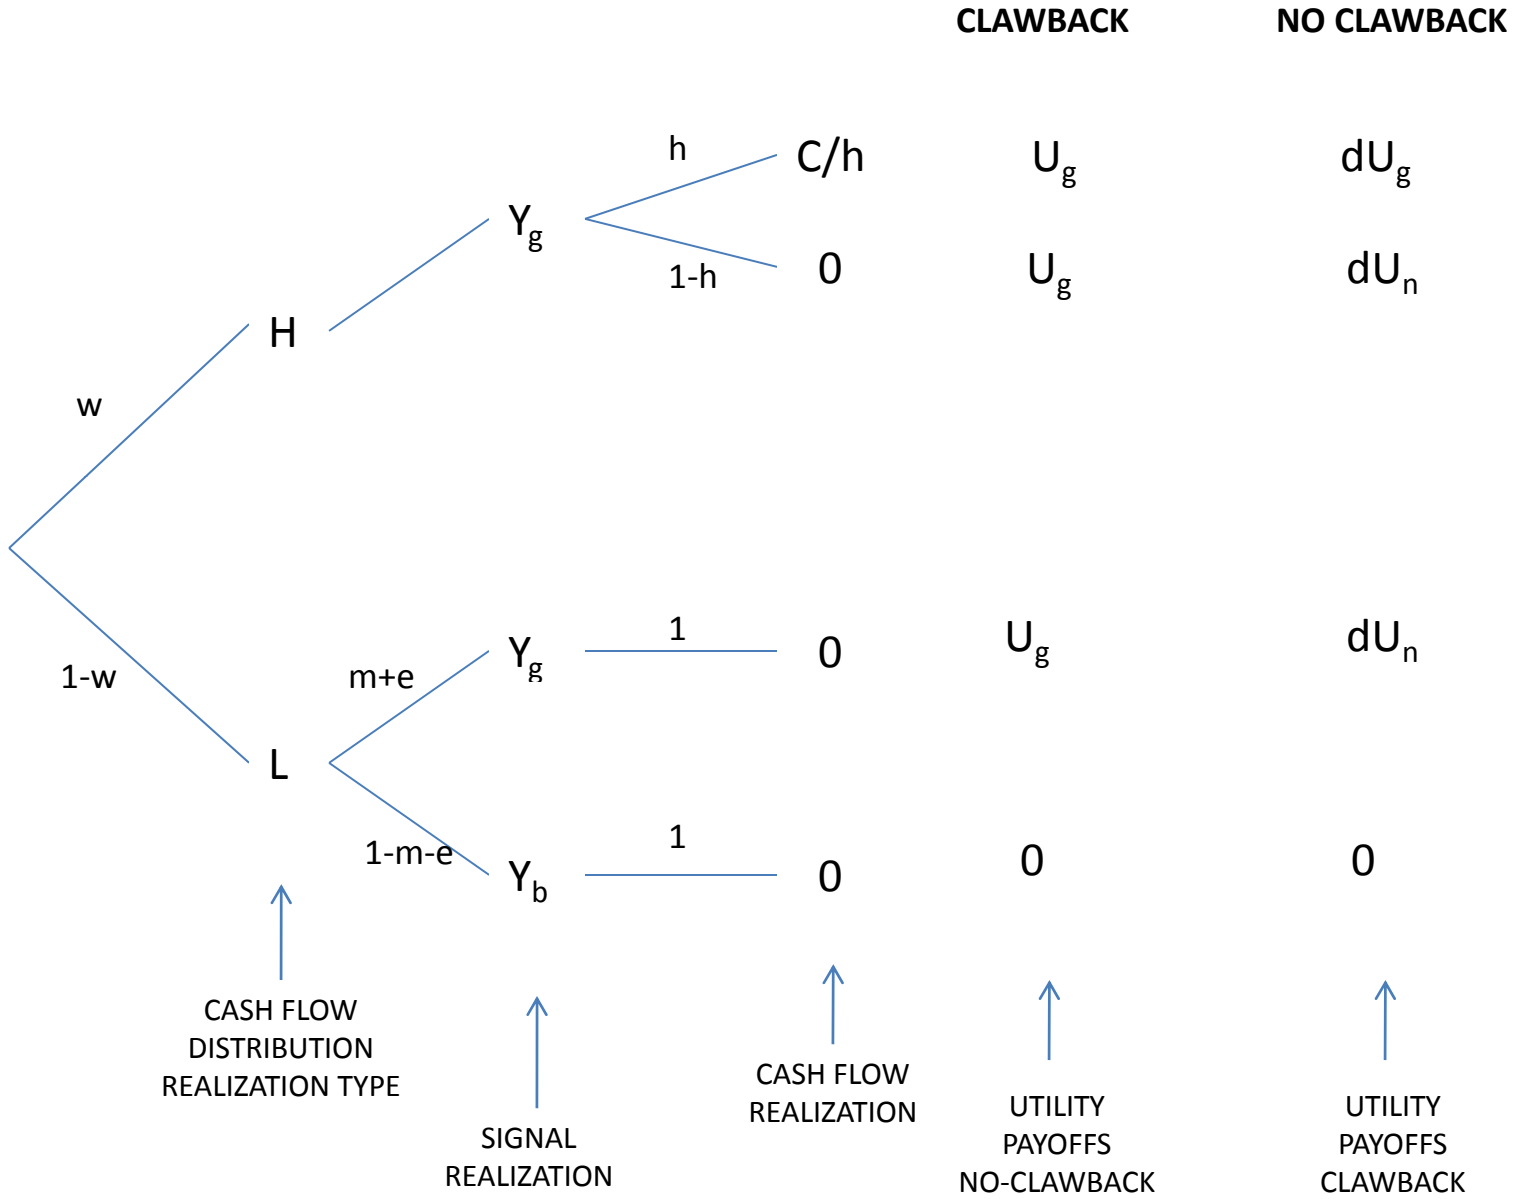 CLAWBACK NO CLAWBACK
h C/h Ug dUg
Yg
1-h 0 Ug dUn
H
w
1 Ug dUn
Yg 0
1-w m+e
L
1-m-e 1 0 0
Yb 0
CASH FLOW
DISTRIBUTION
REALIZATION TYPE
SIGNAL
REALIZATION
CASH FLOW
REALIZATION
UTILITY
PAYOFFS
NO-CLAWBACK
UTILITY
PAYOFFS
CLAWBACK